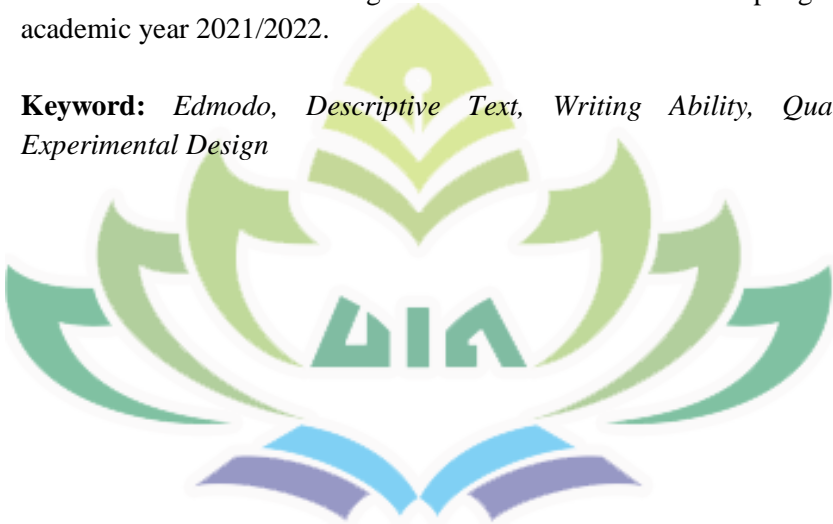 academic year 2021/2022.
Keyword: Edmodo, Descriptive Text, Writing Ability, Qua
Experimental Design